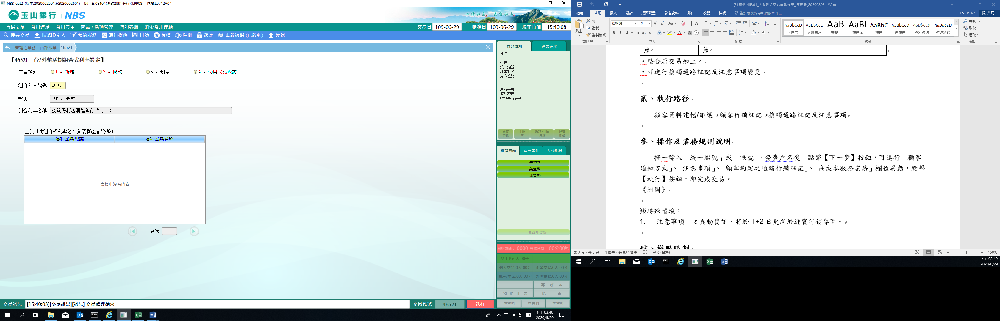 NBS-uat2 (版本:2020062601.b2020062601) 使用者:08104(測試239) 分行別:9908 工作站:L9712A04
玉山銀行 | NBS
心清如玉 義重如山
自選交易 常用連結 常用表單 商品 / 活動管理 智能客服 消金常用連結
交易日 109-06-29 帳務日 109-06-29 現在時間 15:40:08
搜尋交易 帳號ID引入 預約服務 蒞行提醒 日誌 授權 廣播 鎖定 重啟週邊 (已啟動) 簽退
管理性業務 內部作業 46521
【46521 台/外幣活期組合式利率設定】
作業類別 1 - 新增 2 - 修改 3 - 刪除 4 - 使用狀態查詢
組合利率代碼 00050
幣別 TWD - 臺幣
組合利率名稱 公益優利活期儲蓄存款（二）
已使用此組合式利率之所有優利產品代碼如下
優利產品代碼 優利產品名稱
表格中沒有內容
頁次
交易訊息 [15:40:03][交易訊息][訊息] 交易處理結束
交易代號 46521 執行
身分識別 產品往來
姓名
生日
統一編號
理專姓名
身分註記
注意事項
簡訊密碼
近期事故異動
顧客資訊 手續費 通路/共同行銷 顧客影像
推薦商品 重要事件 互動記錄
無資料
無資料
無資料
一般轉介登錄
服務號碼： 0000 等候時間： 00分00秒
ＶＩＰ:0人 00分
個人交易:0人 00分 企業交易:0人 00分
開戶/申請:0人 00分 外匯業務:0人 00分
再 呼 叫
預 約 叫 號 結 束
無資料 無資料 無資料
英
下午 03:40
2020/6/29
(F1範例)46301_大額現金交易申報作業_陳菀儀_20200803 - Word
檔案 常用 插入 設計 版面配置 參考資料 郵件 校閱 檢視 告訴我您想要執行的動作... TEST19189 共用
貼上 剪下 複製 複製格式
標楷體 12
AaBbCcD AaBbCcD AaB AaBl AaBbC AaBbCcD AaBbCcD AaBbCcD
內文 無間距 標題 1 標題 2 標題 副標題 區別強調 強調斜體
尋找 取代 選取
剪貼簿 字型 段落 樣式 編輯
無 無
・整合原交易如上。
・可進行接觸通路註記及注意事項變更。
貳、執行路徑
顧客資料建檔/維護→顧客行銷註記→接觸通路註記及注意事項
參、操作及業務規則說明
擇一輸入「統一編號」或「帳號」，發查戶名後，點擊【下一步】按鈕，可進行「顧客
通知方式」、「注意事項」、「顧客約定之通路行銷註記」、「高成本服務業務」欄位異動，點擊
【執行】按鈕，即完成交易。
《附圖》
※特殊情境：
1. 「注意事項」之異動資訊，將於 T+2 日更新於迎賓行銷專區。
肆、權限限制
第 3 頁，共 3 頁 4 個字，共 837 個字 中文 (台灣) 150%
下午 03:40
2020/6/29